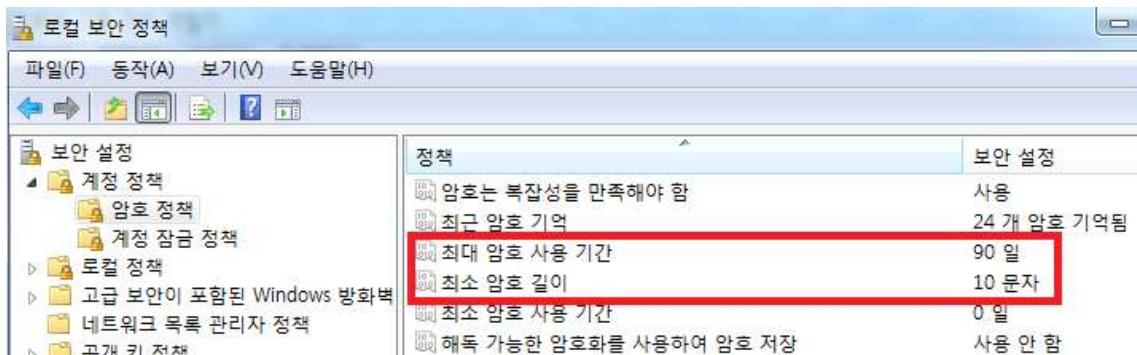 로컬 보안 정책
파일(F) 동작(A) 보기(V) 도움말(H)
보안 설정
계정 정책
암호 정책
계정 잠금 정책
로컬 정책
고급 보안이 포함된 Windows 방화벽
네트워크 목록 관리자 정책
공개 키 정책
정책 보안 설정
암호는 복잡성을 만족해야 함 사용
최근 암호 기억 24 개 암호 기억됨
최대 암호 사용 기간 90 일
최소 암호 길이 10 문자
최소 암호 사용 기간 0 일
해독 가능한 암호화를 사용하여 암호 저장 사용 안 함